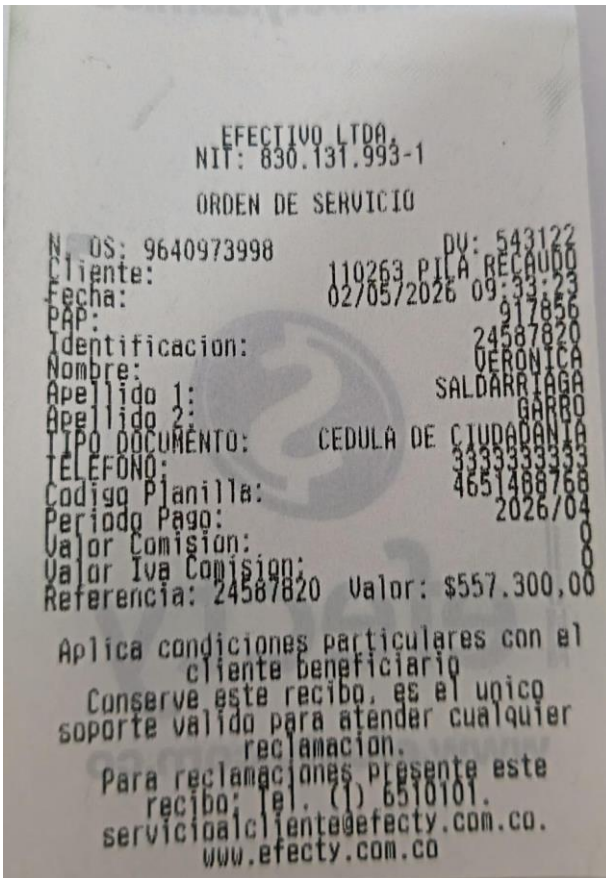 EFECTIVO LTDA.
NIT: 830.131.993-1
ORDEN DE SERVICIO
N. OS: 9640973998 DV: 543122
Cliente: 110263 PILA RECAUDO
Fecha: 02/05/2026 09:33:23
PAP: 917856
Identificacion: 24587820
Nombre: VERONICA
Apellido 1: SALDARRIAGA
Apellido 2: GARBO
TIPO DOCUMENTO: CEDULA DE CIUDADANIA
TELEFONO: 3333333333
Codigo Planilla: 4651488768
Periodo Pago: 2026/04
Valor Comision: 0
Valor Iva Comision: 0
Referencia: 24587820 Valor: $557.300,00
Aplica condiciones particulares con el
cliente beneficiario
Conserve este recibo, es el unico
soporte valido para atender cualquier
reclamacion.
Para reclamaciones presente este
recibo: Tel. (1) 6510101.
servicioalcliente@efecty.com.co.
www.efecty.com.co